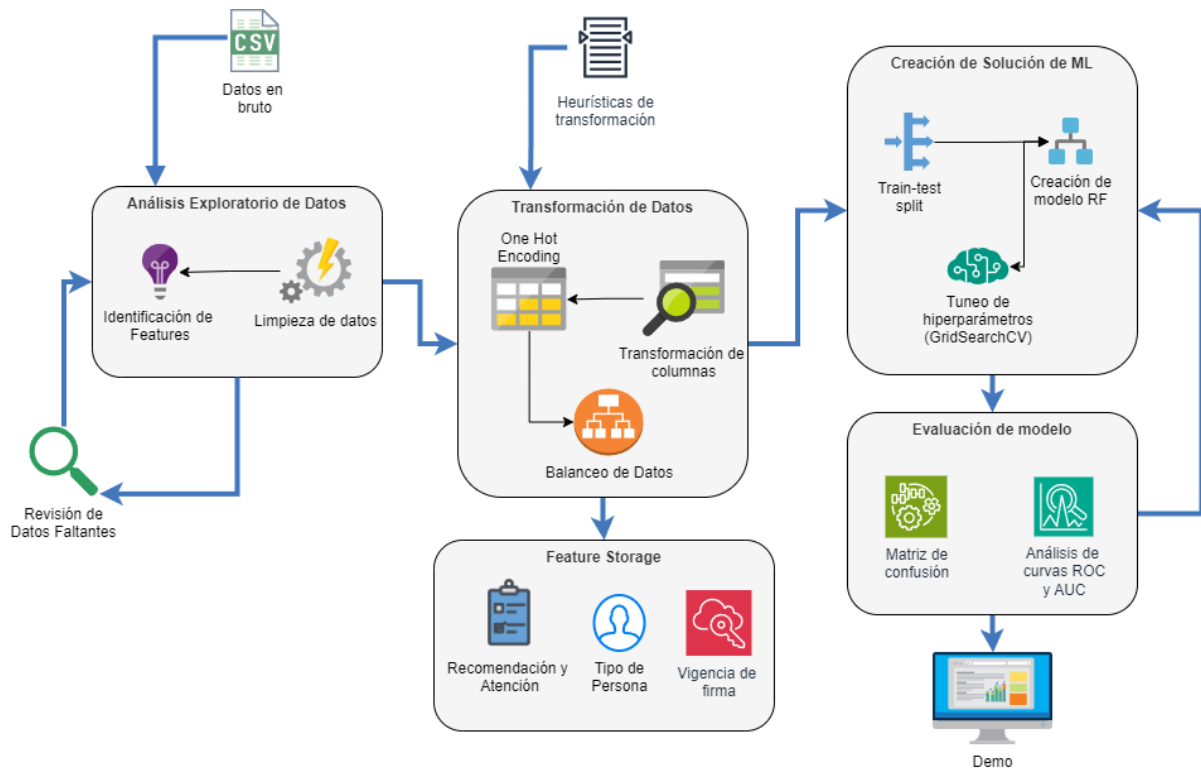 CSV
Datos en
bruto
Heurísticas de
transformación
Análisis Exploratorio de Datos
Identificación de
Features
Limpieza de datos
Revisión de
Datos Faltantes
Transformación de Datos
One Hot
Encoding
Transformación de
columnas
Balanceo de Datos
Feature Storage
Recomendación y
Atención
Tipo de
Persona
Vigencia de
firma
Creación de Solución de ML
Train-test
split
Creación de
modelo RF
Tuneo de
hiperparámetros
(GridSearchCV)
Evaluación de modelo
Matriz de
confusión
Análisis de
curvas ROC
y AUC
Demo